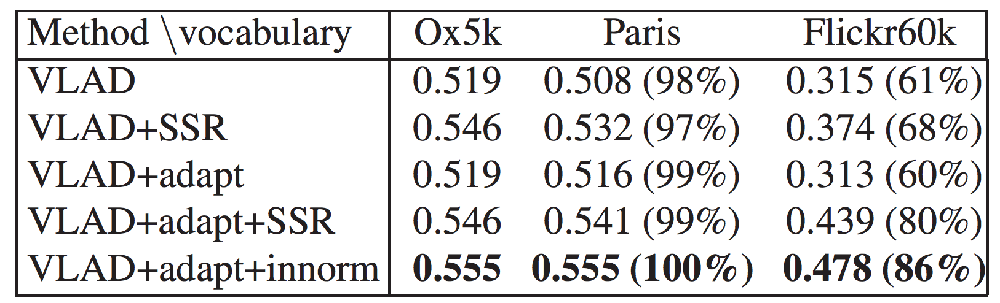 Method \vocabulary Ox5k Paris Flickr60k
VLAD 0.519 0.508 (98%) 0.315 (61%)
VLAD+SSR 0.546 0.532 (97%) 0.374 (68%)
VLAD+adapt 0.519 0.516 (99%) 0.313 (60%)
VLAD+adapt+SSR 0.546 0.541 (99%) 0.439 (80%)
VLAD+adapt+innorm 0.555 0.555 (100%) 0.478 (86%)